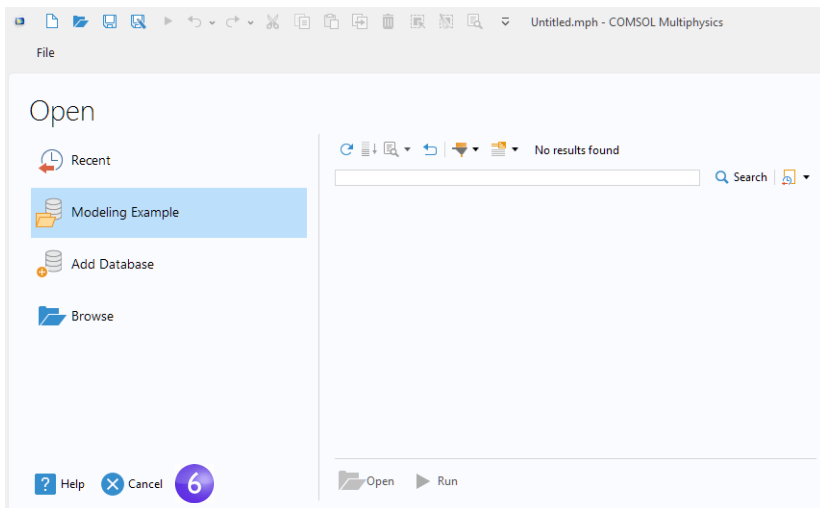 Untitled.mph - COMSOL Multiphysics
File
Open
Recent
Modeling Example
Add Database
Browse
No results found
Search
? Help
Cancel
6
Open
Run